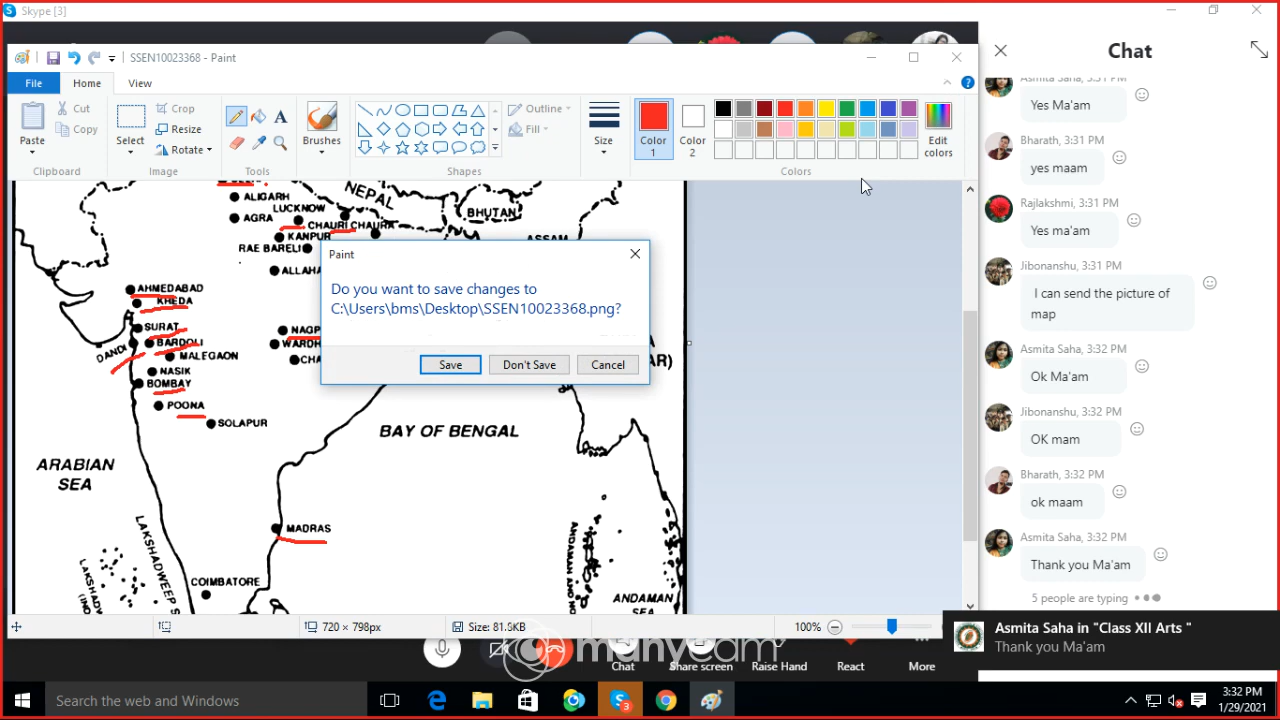 Skype [3]
SSEN10023368 - Paint
File
Home
View
Paste
Cut
Copy
Clipboard
Select
Crop
Resize
Rotate
Image
Tools
Brushes
Shapes
Outline
Fill
Size
Color
1
Color
2
Edit
colors
Colors
NEPAL
ALIGARH
LUCKNOW
BHUTAN
AGRA
CHAURI CHAURA
KANPUR
ASSAM
RAE BARELI
ALLAHA
AHMEDABAD
KHEDA
SURAT
NAGP
BARDOLI
WARDH
DANDI
MALEGAON
CHA
NASIK
BOMBAY
POONA
SOLAPUR
BAY OF BENGAL
ARABIAN
SEA
MADRAS
LAKSHADWEEP S
COIMBATORE
ANDAMAN AND
ANDAMAN
SEA
Paint
Do you want to save changes to
C:\Users\bms\Desktop\SSEN10023368.png?
Save
Don't Save
Cancel
720 × 798px
Size: 81.6KB
100%
Chat
Asmita Saha, 3:31 PM
Yes Ma'am
Bharath, 3:31 PM
yes maam
Rajlakshmi, 3:31 PM
Yes ma'am
Jibonanshu, 3:31 PM
I can send the picture of
map
Asmita Saha, 3:32 PM
Ok Ma'am
Jibonanshu, 3:32 PM
OK mam
Bharath, 3:32 PM
ok maam
Asmita Saha, 3:32 PM
Thank you Ma'am
5 people are typing
Asmita Saha in "Class XII Arts "
Thank you Ma'am
manycam
Chat
Share screen
Raise Hand
React
More
Search the web and Windows
3
3:32 PM
1/29/2021